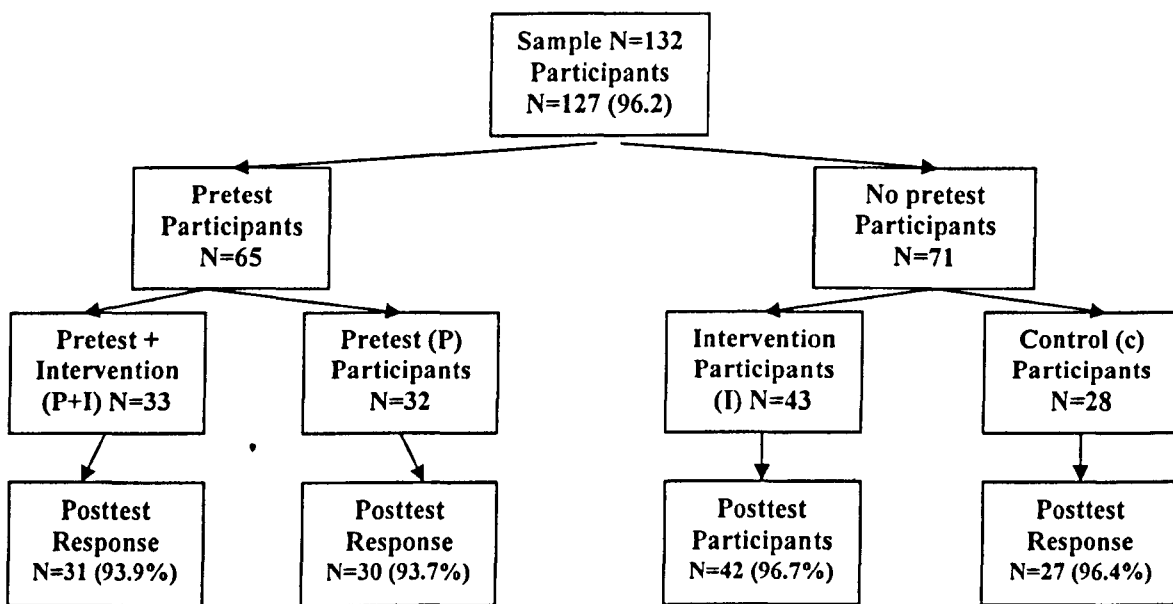 Sample N=132
Participants
N=127 (96.2)
Pretest
Participants
N=65
No pretest
Participants
N=71
Pretest +
Intervention
(P+I) N=33
Pretest (P)
Participants
N=32
Intervention
Participants
(I) N=43
Control (c)
Participants
N=28
Posttest
Response
N=31 (93.9%)
Posttest
Response
N=30 (93.7%)
Posttest
Participants
N=42 (96.7%)
Posttest
Response
N=27 (96.4%)